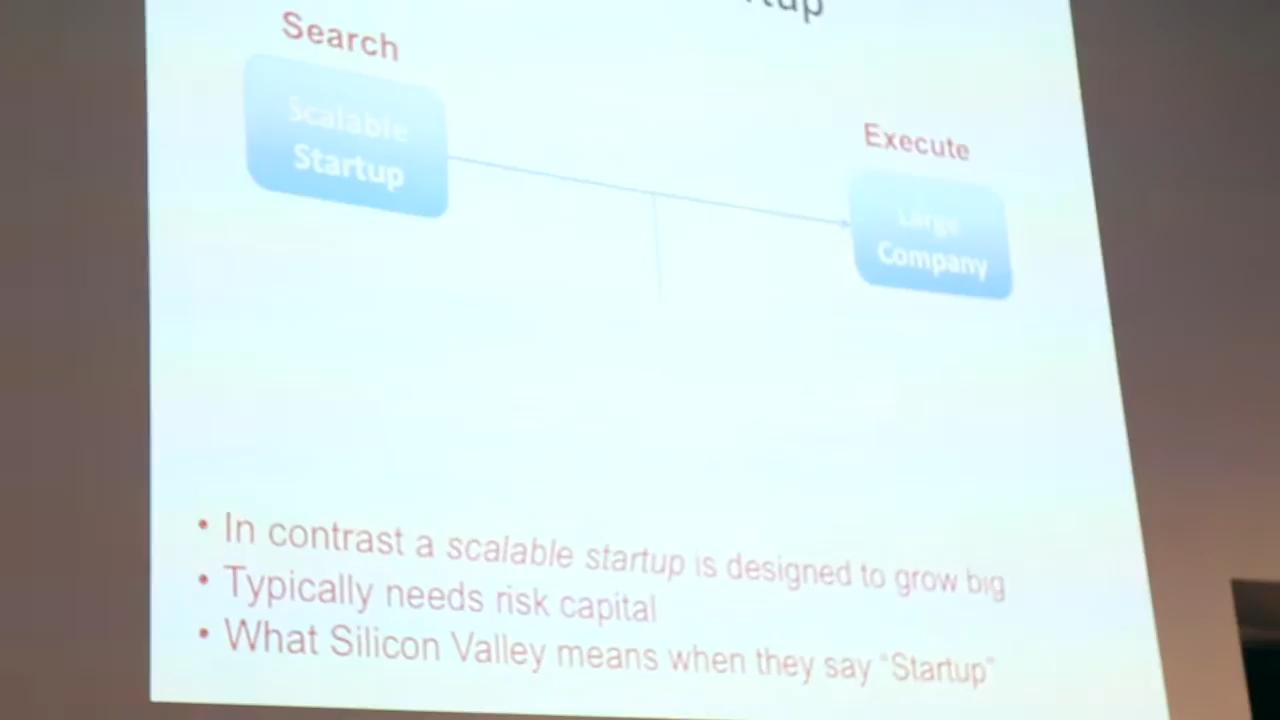 Search
Scalable
Startup
Execute
Large
Company
• In contrast a scalable startup is designed to grow big
• Typically needs risk capital
• What Silicon Valley means when they say “Startup”